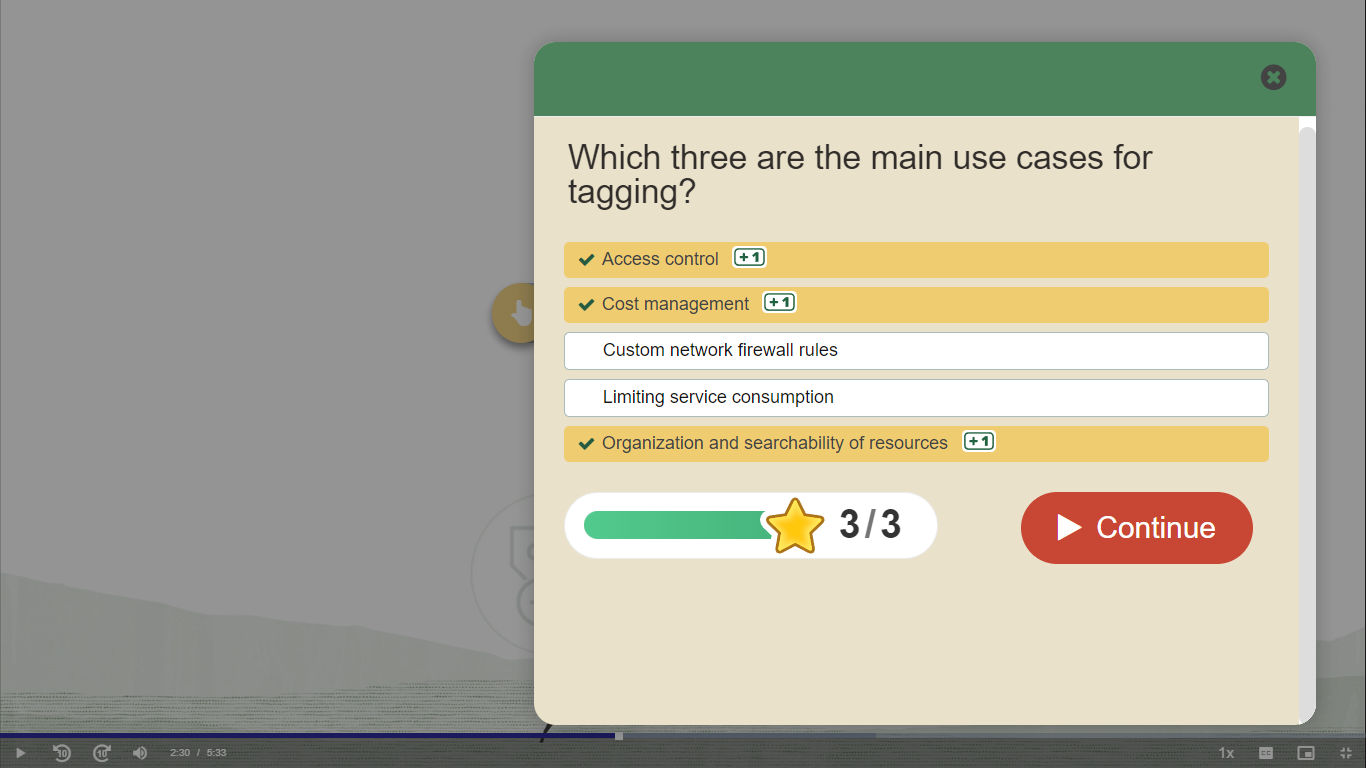 Which three are the main use cases for
tagging?
Access control +1
Cost management +1
Custom network firewall rules
Limiting service consumption
Organization and searchability of resources +1
3/3
Continue
10
10
2:30 / 5:33
1x
CC